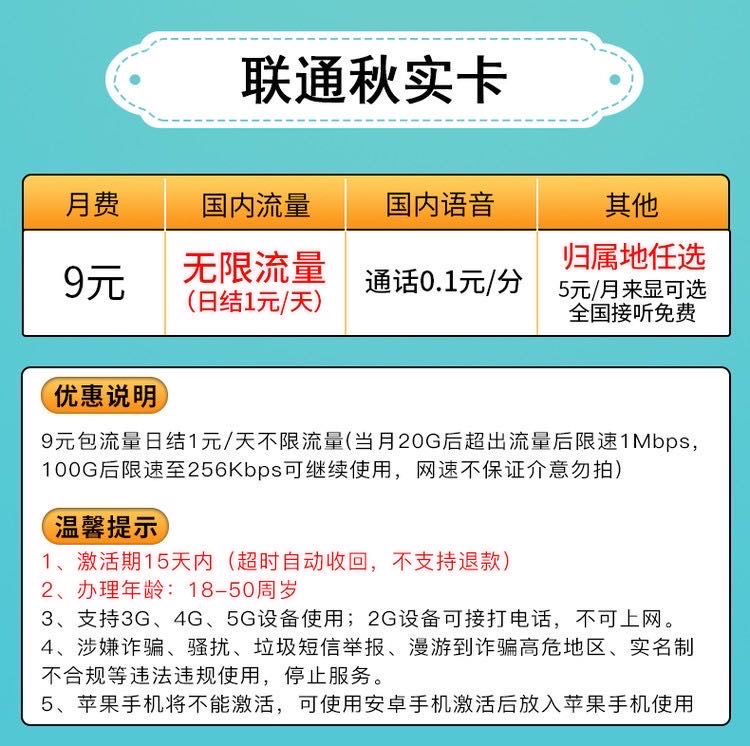 联通秋实卡
月费 国内流量 国内语音 其他
9元
无限流量
（日结1元/天）
通话0.1元/分
归属地任选
5元/月来显可选
全国接听免费
优惠说明
9元包流量日结1元/天不限流量(当月20G后超出流量后限速1Mbps，
100G后限速至256Kbps可继续使用，网速不保证介意勿拍）
温馨提示
1、激活期15天内（超时自动收回，不支持退款）
2、办理年龄：18-50周岁
3、支持3G、4G、5G设备使用；2G设备可接打电话，不可上网。
4、涉嫌诈骗、骚扰、垃圾短信举报、漫游到诈骗高危地区、实名制
不合规等违法违规使用，停止服务。
5、苹果手机将不能激活，可使用安卓手机激活后放入苹果手机使用